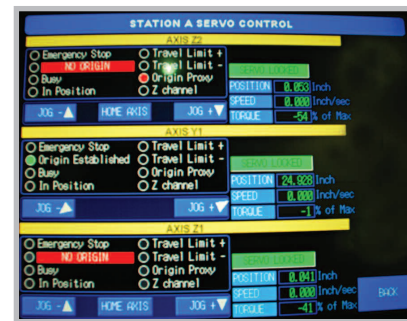 STATION A SERVO CONTROL
AXIS Z2
Emergency Stop Travel Limit +
NO ORIGIN Travel Limit -
Busy Origin Proxy
In Position Z channel
SERVO LOCKED
POSITION 0.053 Inch
SPEED 0.000 Inch/sec
TORQUE -54 % of Max
JOG - HOME AXIS JOG +
AXIS Y1
Emergency Stop Travel Limit +
Origin Established Travel Limit -
Busy Origin Proxy
In Position Z channel
SERVO LOCKED
POSITION 24.928 Inch
SPEED 0.000 Inch/sec
TORQUE -1 % of Max
JOG - JOG +
AXIS Z1
Emergency Stop Travel Limit +
NO ORIGIN Travel Limit -
Busy Origin Proxy
In Position Z channel
SERVO LOCKED
POSITION 0.041 Inch
SPEED 0.000 Inch/sec
TORQUE -41 % of Max
JOG - HOME AXIS JOG +
BACK